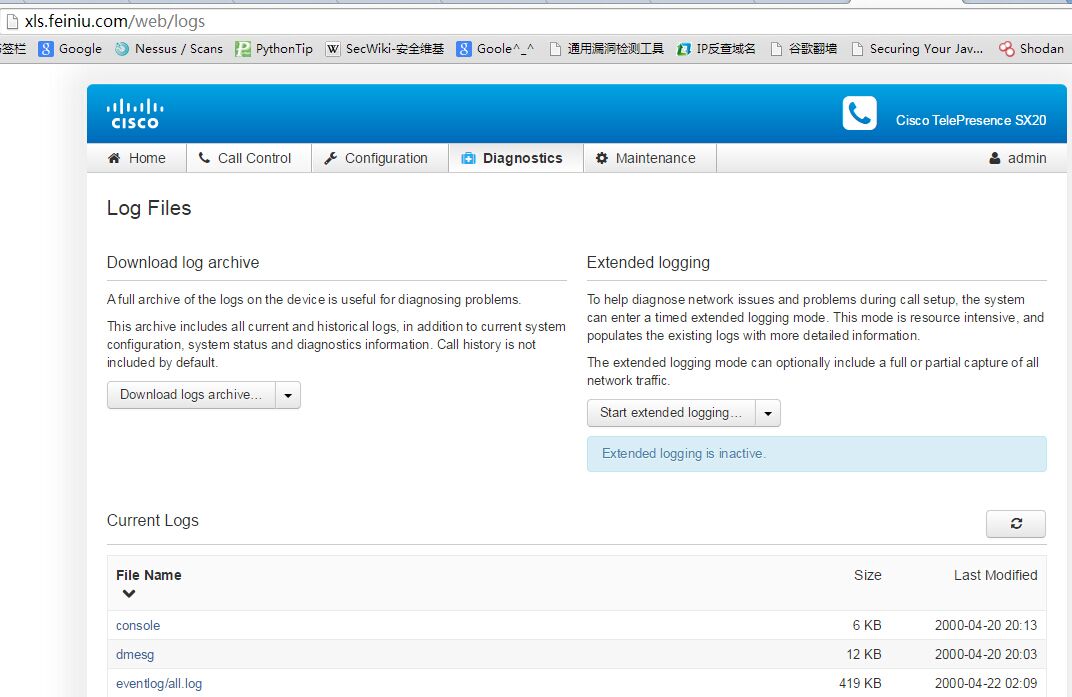 xls.feiniu.com/web/logs
签栏 Google Nessus / Scans PythonTip SecWiki-安全维基 Goole^_^ 通用漏洞检测工具 IP反查域名 谷歌翻墙 Securing Your Jav... Shodan
CISCO
Cisco TelePresence SX20
Home Call Control Configuration Diagnostics Maintenance admin
Log Files
Download log archive
A full archive of the logs on the device is useful for diagnosing problems.
This archive includes all current and historical logs, in addition to current system
configuration, system status and diagnostics information. Call history is not
included by default.
Download logs archive...
Extended logging
To help diagnose network issues and problems during call setup, the system
can enter a timed extended logging mode. This mode is resource intensive, and
populates the existing logs with more detailed information.
The extended logging mode can optionally include a full or partial capture of all
network traffic.
Start extended logging...
Extended logging is inactive.
Current Logs
File Name Size Last Modified
console 6 KB 2000-04-20 20:13
dmesg 12 KB 2000-04-20 20:03
eventlog/all.log 419 KB 2000-04-22 02:09